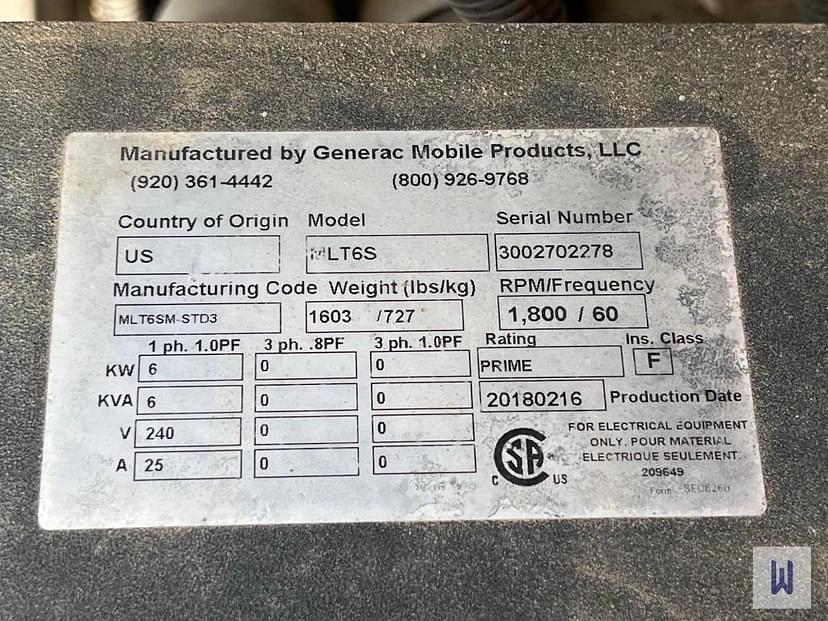 Manufactured by Generac Mobile Products, LLC
(920) 361-4442 (800) 926-9768
Country of Origin Model Serial Number
US MLT6S 3002702278
Manufacturing Code Weight (lbs/kg) RPM/Frequency
MLT6SM-STD3 1603 /727 1,800 / 60
1 ph. 1.0PF 3 ph. .8PF 3 ph. 1.0PF Rating Ins. Class
KW 6 0 0 PRIME F
KVA 6 0 0 20180216 Production Date
V 240 0 0
A 25 0 0
FOR ELECTRICAL EQUIPMENT
ONLY. POUR MATERIAL
ELECTRIQUE SEULEMENT.
209649
C SA US
Form
W